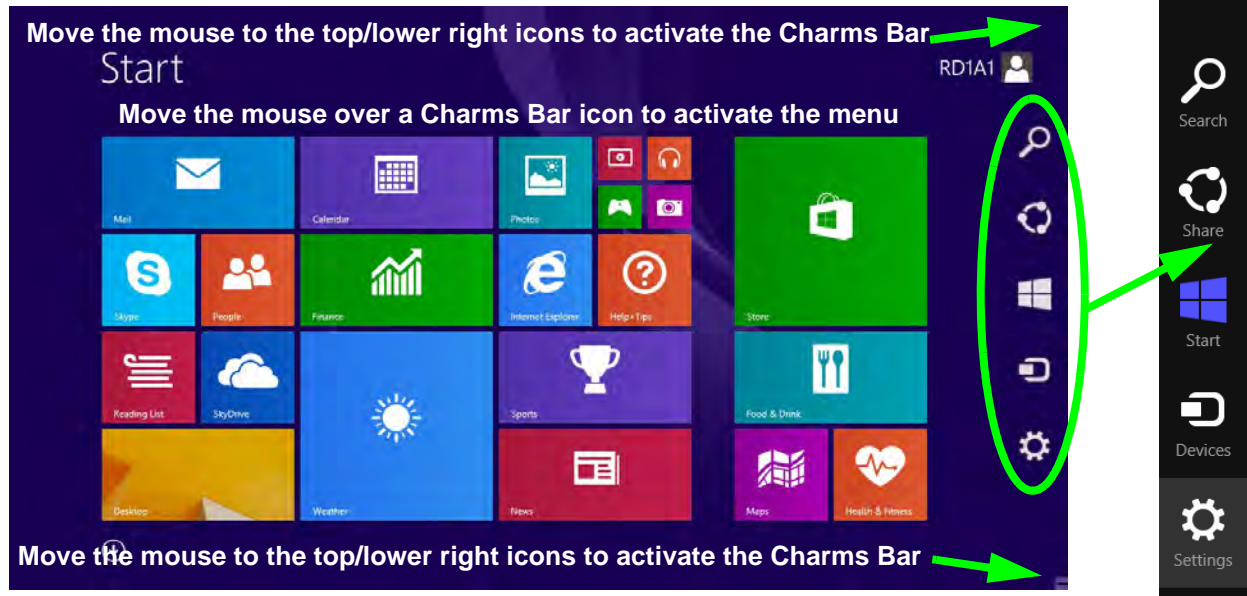 Move the mouse to the top/lower right icons to activate the Charms Bar
Start
RD1A1
Move the mouse over a Charms Bar icon to activate the menu
Mail
Calendar
Photos
Store
Skype
People
Finance
Internet Explorer
Help+Tips
Reading List
SkyDrive
Sports
Food & Drink
Desktop
Weather
News
Maps
Health & Fitness
Move the mouse to the top/lower right icons to activate the Charms Bar
Search
Share
Start
Devices
Settings